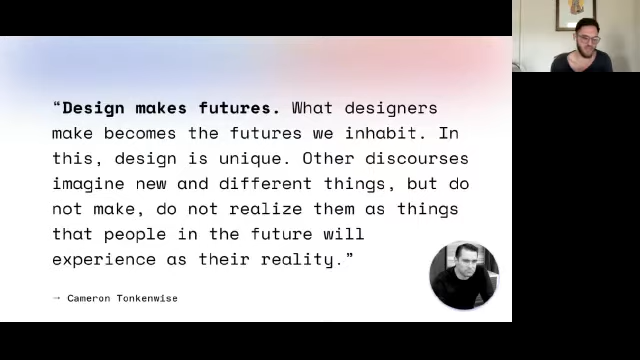 “Design makes futures. What designers
make becomes the futures we inhabit. In
this, design is unique. Other discourses
imagine new and different things, but do
not make, do not realize them as things
that people in the future will
experience as their reality.”
→ Cameron Tonkenwise